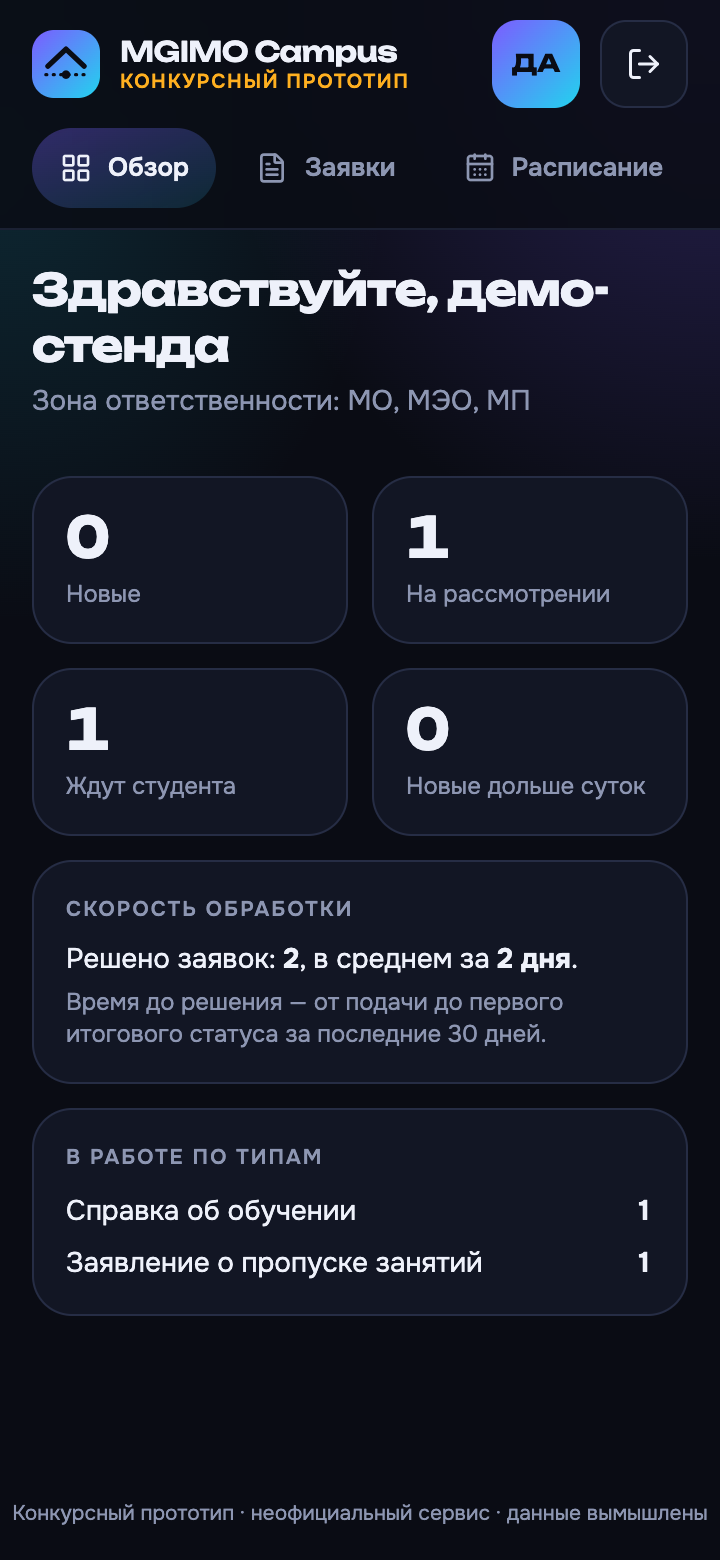 MGIMO Campus
КОНКУРСНЫЙ ПРОТОТИП
ДА
Обзор
Заявки
Расписание
Здравствуйте, демо-
стенда
Зона ответственности: МО, МЭО, МП
0
Новые
1
На рассмотрении
1
Ждут студента
0
Новые дольше суток
СКОРОСТЬ ОБРАБОТКИ
Решено заявок: 2, в среднем за 2 дня.
Время до решения — от подачи до первого
итогового статуса за последние 30 дней.
В РАБОТЕ ПО ТИПАМ
Справка об обучении 1
Заявление о пропуске занятий 1
Конкурсный прототип · неофициальный сервис · данные вымышлены